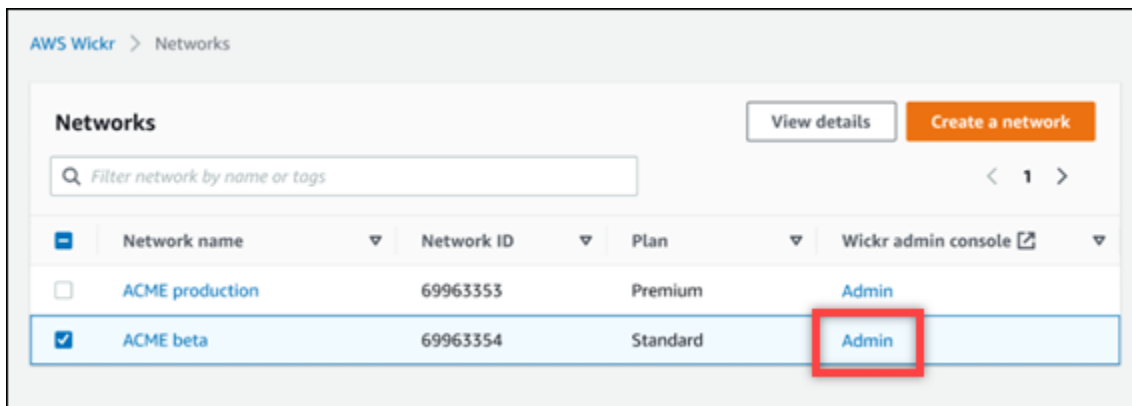 AWS Wickr > Networks
Networks View details Create a network
Filter network by name or tags < 1 >
Network name Network ID Plan Wickr admin console
ACME production 69963353 Premium Admin
ACME beta 69963354 Standard Admin